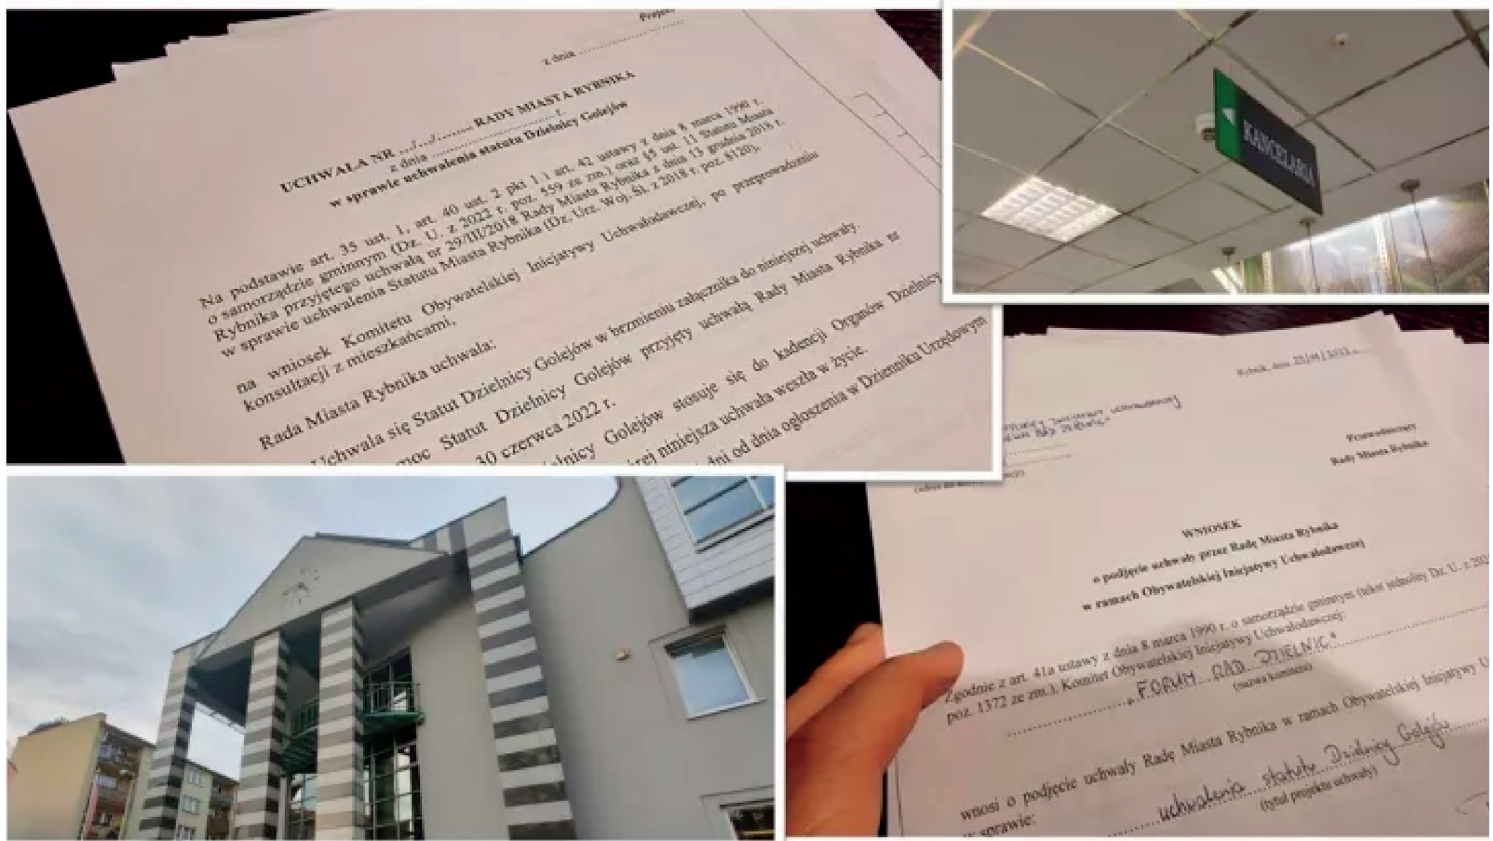 Projekt
z dnia ....................
UCHWAŁA NR ..../..../........ RADY MIASTA RYBNIKA
z dnia .............................. r.
w sprawie uchwalenia statutu Dzielnicy Golejów
Na podstawie art. 35 ust. 1, art. 40 ust. 2 pkt 1 i art. 42 ustawy z dnia 8 marca 1990 r.
o samorządzie gminnym (Dz. U. z 2022 r. poz. 559 ze zm.) oraz §5 ust. 11 Statutu Miasta
Rybnika przyjętego uchwałą nr 29/III/2018 Rady Miasta Rybnika z dnia 13 grudnia 2018 r.
w sprawie uchwalenia Statutu Miasta Rybnika (Dz. Urz. Woj. Śl. z 2018 r. poz. 8120),
na wniosek Komitetu Obywatelskiej Inicjatywy Uchwałodawczej, po przeprowadzeniu
konsultacji z mieszkańcami,
Rada Miasta Rybnika uchwala:
Uchwala się Statut Dzielnicy Golejów w brzmieniu załącznika do niniejszej uchwały.
moc Statut Dzielnicy Golejów przyjęty uchwałą Rady Miasta Rybnika nr
30 czerwca 2022 r.
Golejów stosuje się do kadencji Organów Dzielnicy
niniejsza uchwała weszła w życie.
dni od dnia ogłoszenia w Dzienniku Urzędowym
KANCELARIA
Rybnik, dnia
Przewodniczący
Rady Miasta Rybnika
WNIOSEK
o podjęcie uchwały przez Radę Miasta Rybnika
w ramach Obywatelskiej Inicjatywy Uchwałodawczej
Zgodnie z art. 41a ustawy z dnia 8 marca 1990 r. o samorządzie gminnym (tekst jednolity Dz. U. z
poz. 1372 ze zm.), Komitet Obywatelskiej Inicjatywy Uchwałodawczej:
„FORUM RAD DZIELNIC"
(nazwa komitetu)
wnosi o podjęcie uchwały Radę Miasta Rybnika w ramach Obywatelskiej Inicjatywy
w sprawie:
uchwalenia statutu Dzielnicy Golejów
(tytuł projektu uchwały)